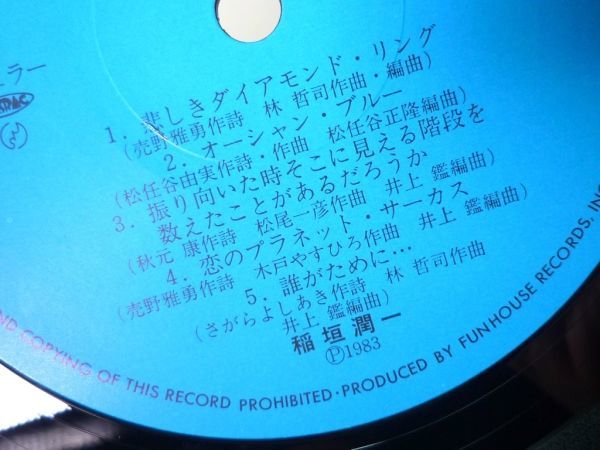 ラー
1. 悲しきダイアモンド・リング
(売野雅勇作詩 林 哲司作曲・編曲)
2. オーシャン・ブルー
(松任谷由実作詩・作曲 松任谷正隆編曲)
3. 振り向いた時そこに見える階段を
数えたことがあるだろうか
(秋元 康作詩 松尾一彦作曲 井上 鑑編曲)
4. 恋のプラネット・サーカス
(売野雅勇作詩 木戸やすひろ作曲 井上 鑑編曲)
5. 誰がために…
(さがらよしあき作詩 林 哲司作曲
井上 鑑編曲)
稲垣潤一
Ⓟ1983
ND COPYING OF THIS RECORD PROHIBITED・PRODUCED BY FUNHOUSE RECORDS, INC